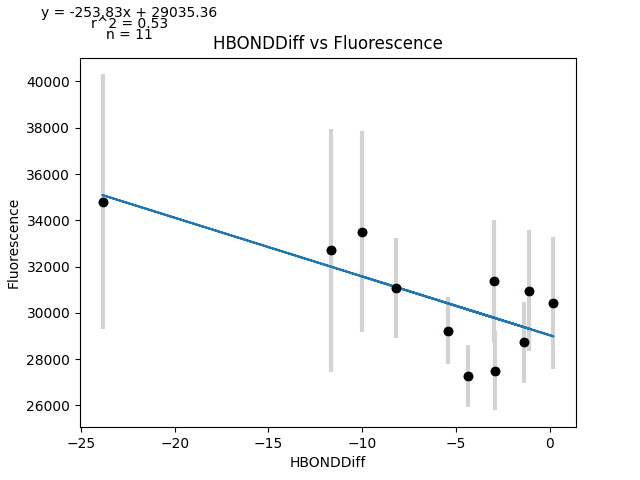 y = -253.83x + 29035.36
r^2 = 0.53
n = 11
HBONDDiff vs Fluorescence
40000
38000
36000
34000
32000
30000
28000
26000
Fluorescence
−25
−20
−15
−10
−5
0
HBONDDiff